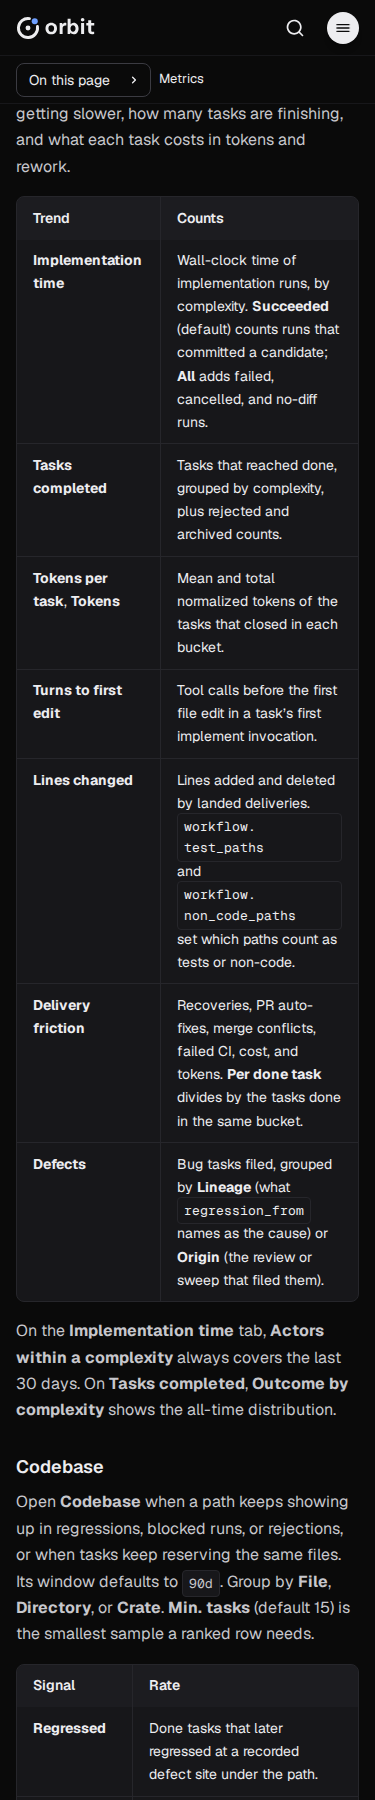 orbit
On this page
Metrics
getting slower, how many tasks are finishing,
and what each task costs in tokens and
rework.
Trend
Counts
Implementation
time
Wall-clock time of
implementation runs, by
complexity. Succeeded
(default) counts runs that
committed a candidate;
All adds failed,
cancelled, and no-diff
runs.
Tasks
completed
Tasks that reached done,
grouped by complexity,
plus rejected and
archived counts.
Tokens per
task, Tokens
Mean and total
normalized tokens of the
tasks that closed in each
bucket.
Turns to first
edit
Tool calls before the first
file edit in a task's first
implement invocation.
Lines changed
Lines added and deleted
by landed deliveries.
workflow.
test_paths
and
workflow.
non_code_paths
set which paths count as
tests or non-code.
Delivery
friction
Recoveries, PR auto-
fixes, merge conflicts,
failed CI, cost, and
tokens. Per done task
divides by the tasks done
in the same bucket.
Defects
Bug tasks filed, grouped
by Lineage (what
regression_from
names as the cause) or
Origin (the review or
sweep that filed them).
On the Implementation time tab, Actors
within a complexity always covers the last
30 days. On Tasks completed, Outcome by
complexity shows the all-time distribution.
Codebase
Open Codebase when a path keeps showing
up in regressions, blocked runs, or rejections,
or when tasks keep reserving the same files.
Its window defaults to 90d. Group by File,
Directory, or Crate. Min. tasks (default 15) is
the smallest sample a ranked row needs.
Signal
Rate
Regressed
Done tasks that later
regressed at a recorded
defect site under the path.